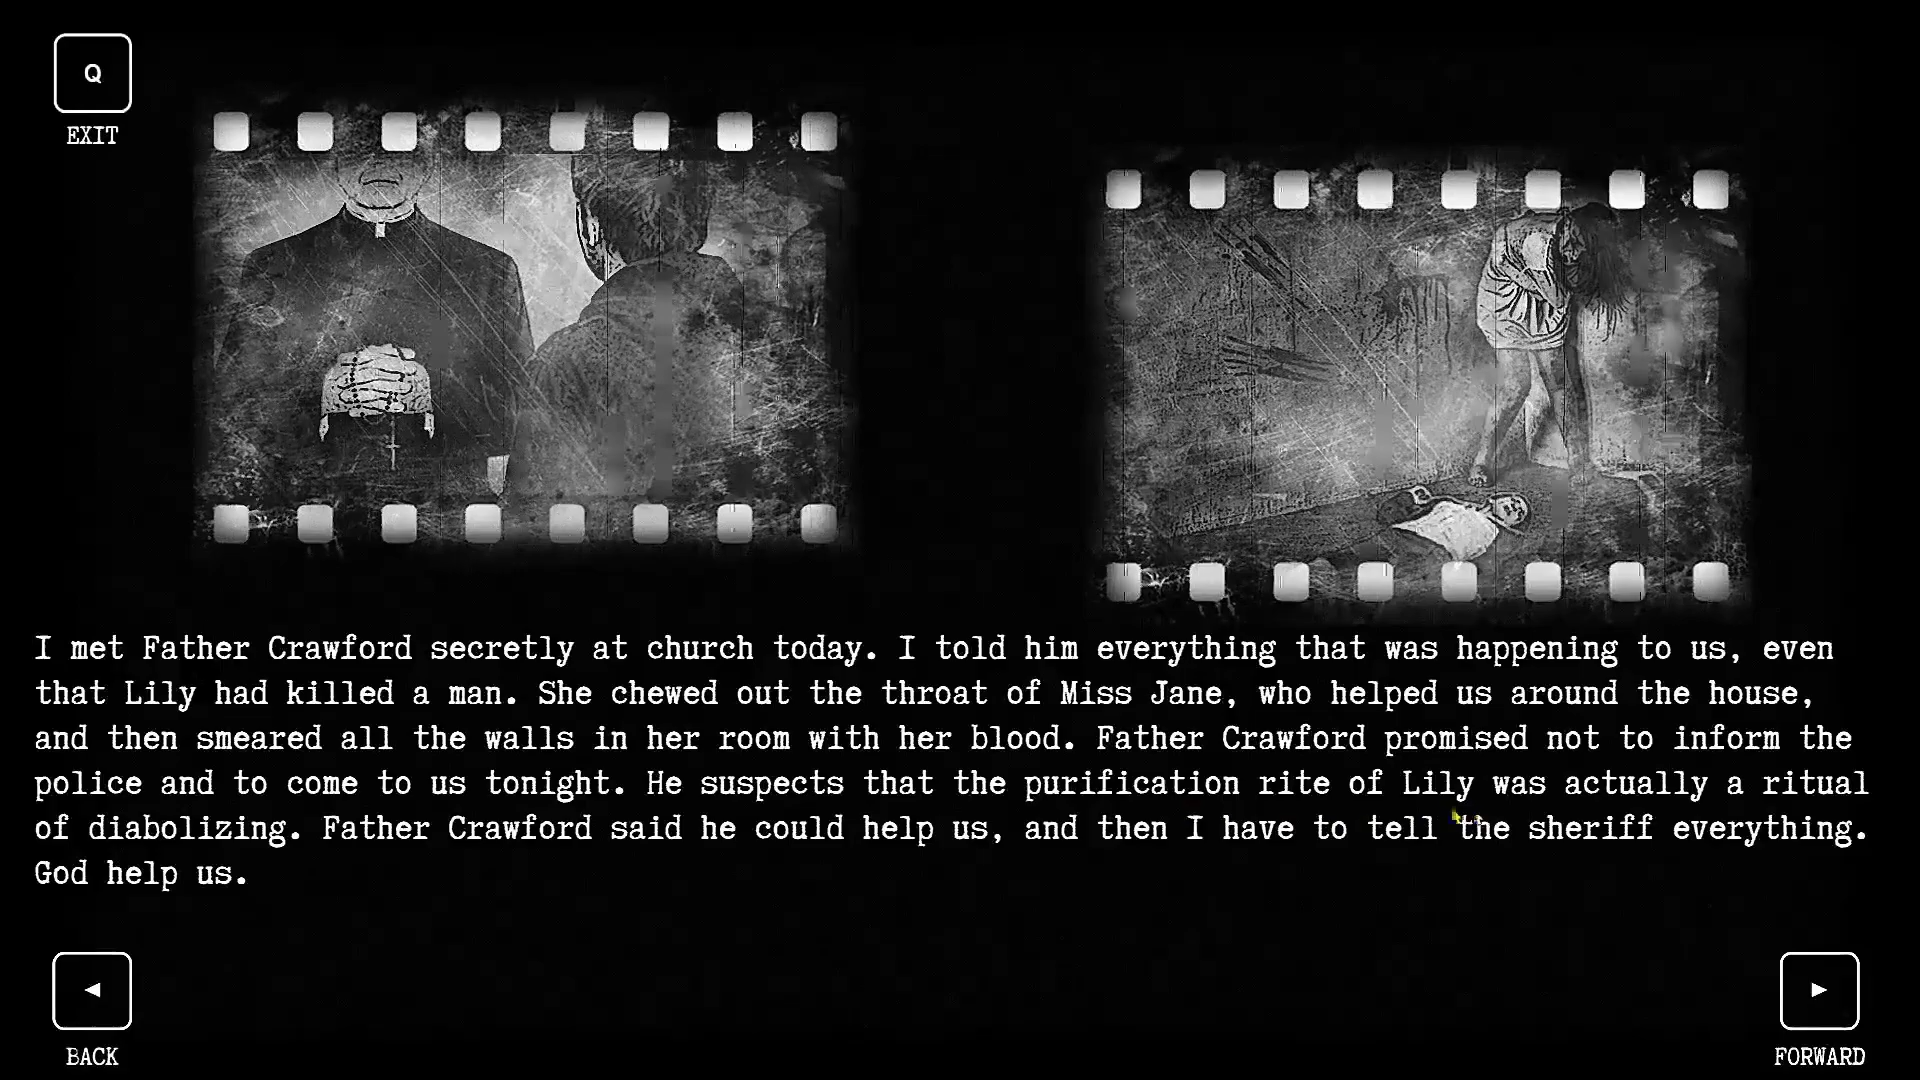 Q
EXIT
I met Father Crawford secretly at church today. I told him everything that was happening to us, even
that Lily had killed a man. She chewed out the throat of Miss Jane, who helped us around the house,
and then smeared all the walls in her room with her blood. Father Crawford promised not to inform the
police and to come to us tonight. He suspects that the purification rite of Lily was actually a ritual
of diabolizing. Father Crawford said he could help us, and then I have to tell the sheriff everything.
God help us.
BACK
FORWARD